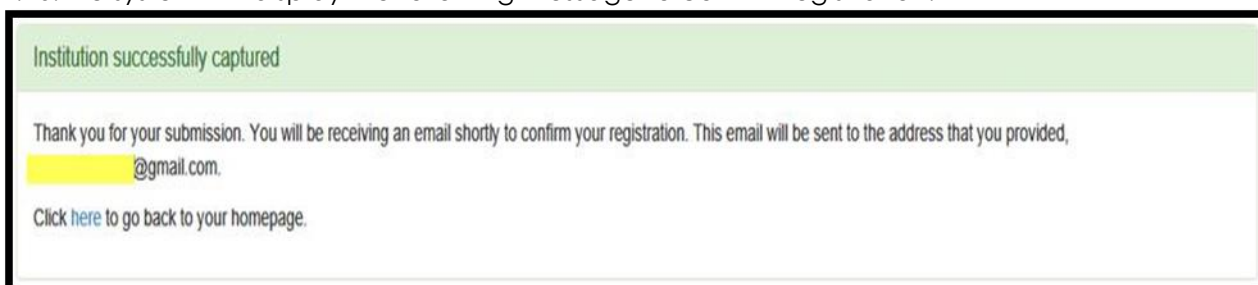 Institution successfully captured
Thank you for your submission. You will be receiving an email shortly to confirm your registration. This email will be sent to the address that you provided,
@gmail.com.
Click here to go back to your homepage.